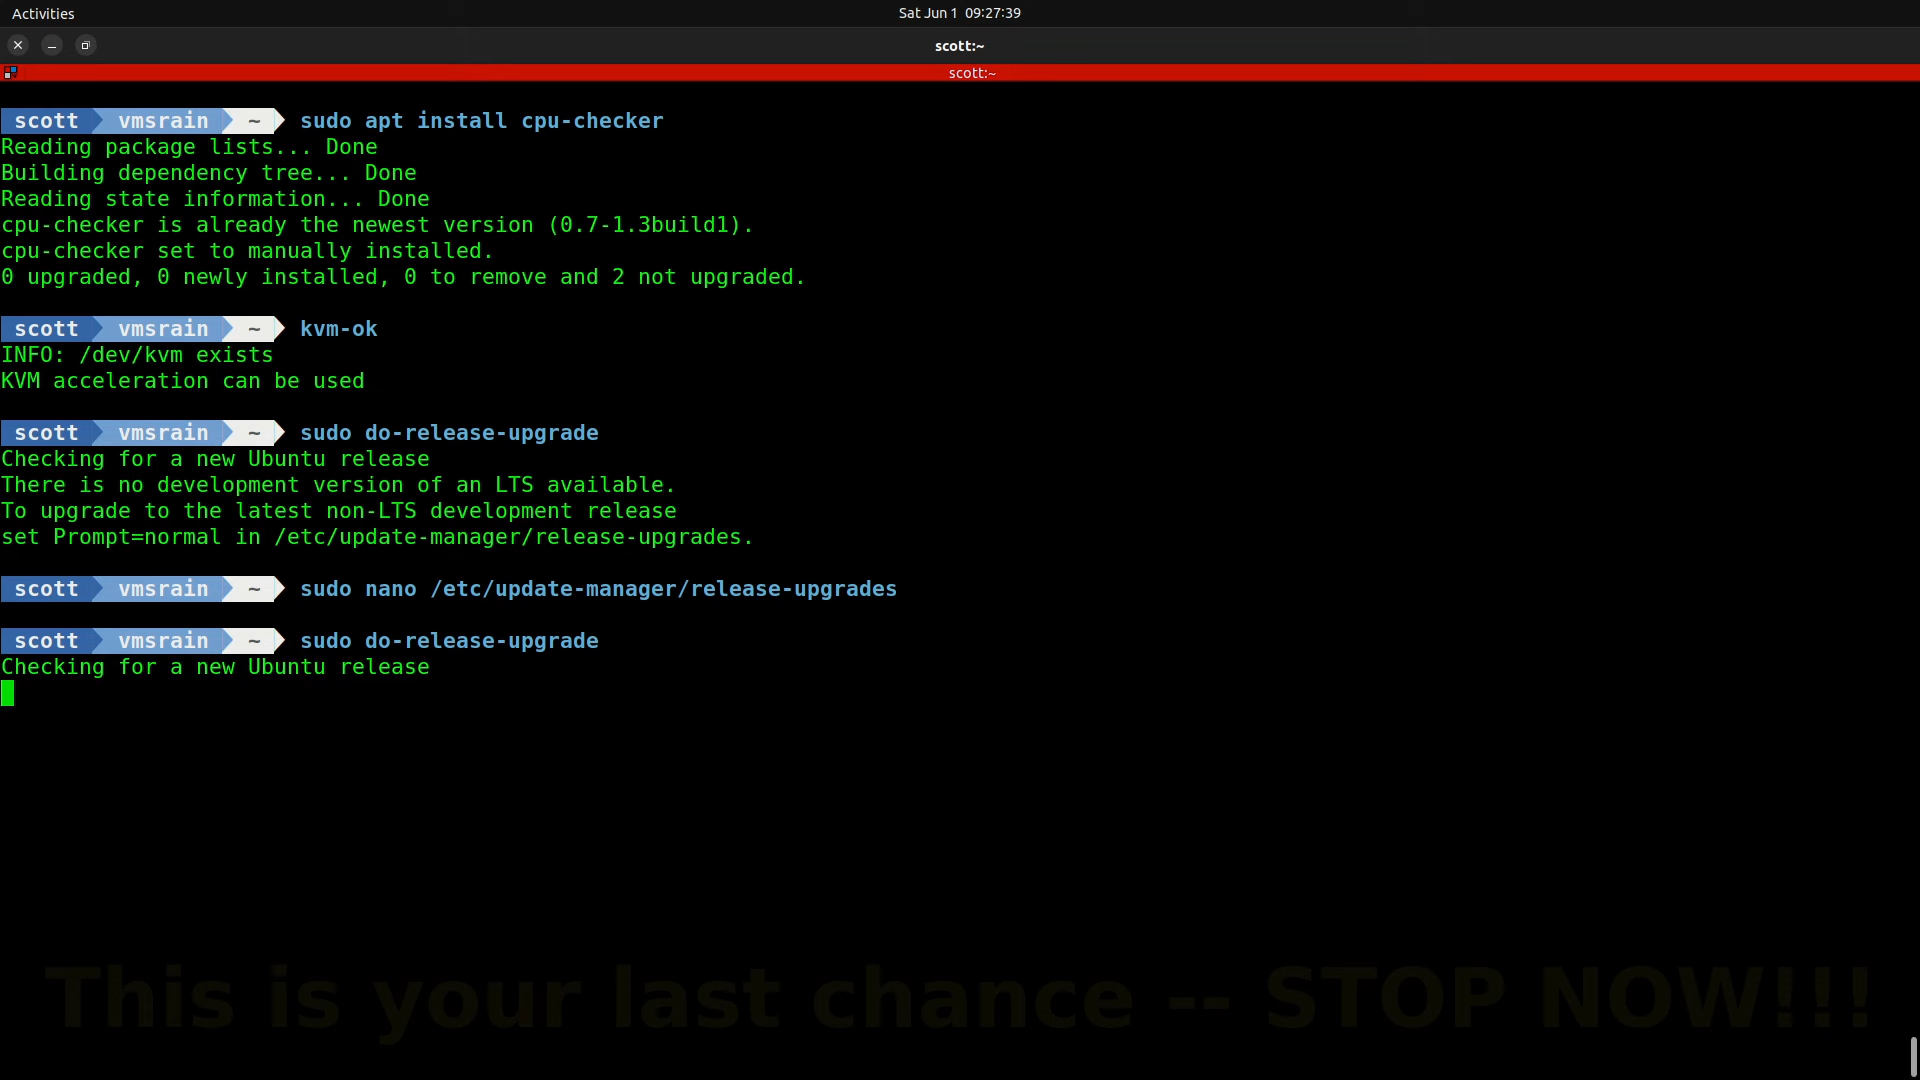 Activities
Sat Jun 1 09:27:39
scott:~
scott:~
scott vmsrain ~ sudo apt install cpu-checker
Reading package lists... Done
Building dependency tree... Done
Reading state information... Done
cpu-checker is already the newest version (0.7-1.3build1).
cpu-checker set to manually installed.
0 upgraded, 0 newly installed, 0 to remove and 2 not upgraded.
scott vmsrain ~ kvm-ok
INFO: /dev/kvm exists
KVM acceleration can be used
scott vmsrain ~ sudo do-release-upgrade
Checking for a new Ubuntu release
There is no development version of an LTS available.
To upgrade to the latest non-LTS development release
set Prompt=normal in /etc/update-manager/release-upgrades.
scott vmsrain ~ sudo nano /etc/update-manager/release-upgrades
scott vmsrain ~ sudo do-release-upgrade
Checking for a new Ubuntu release
This is your last chance -- STOP NOW!!!